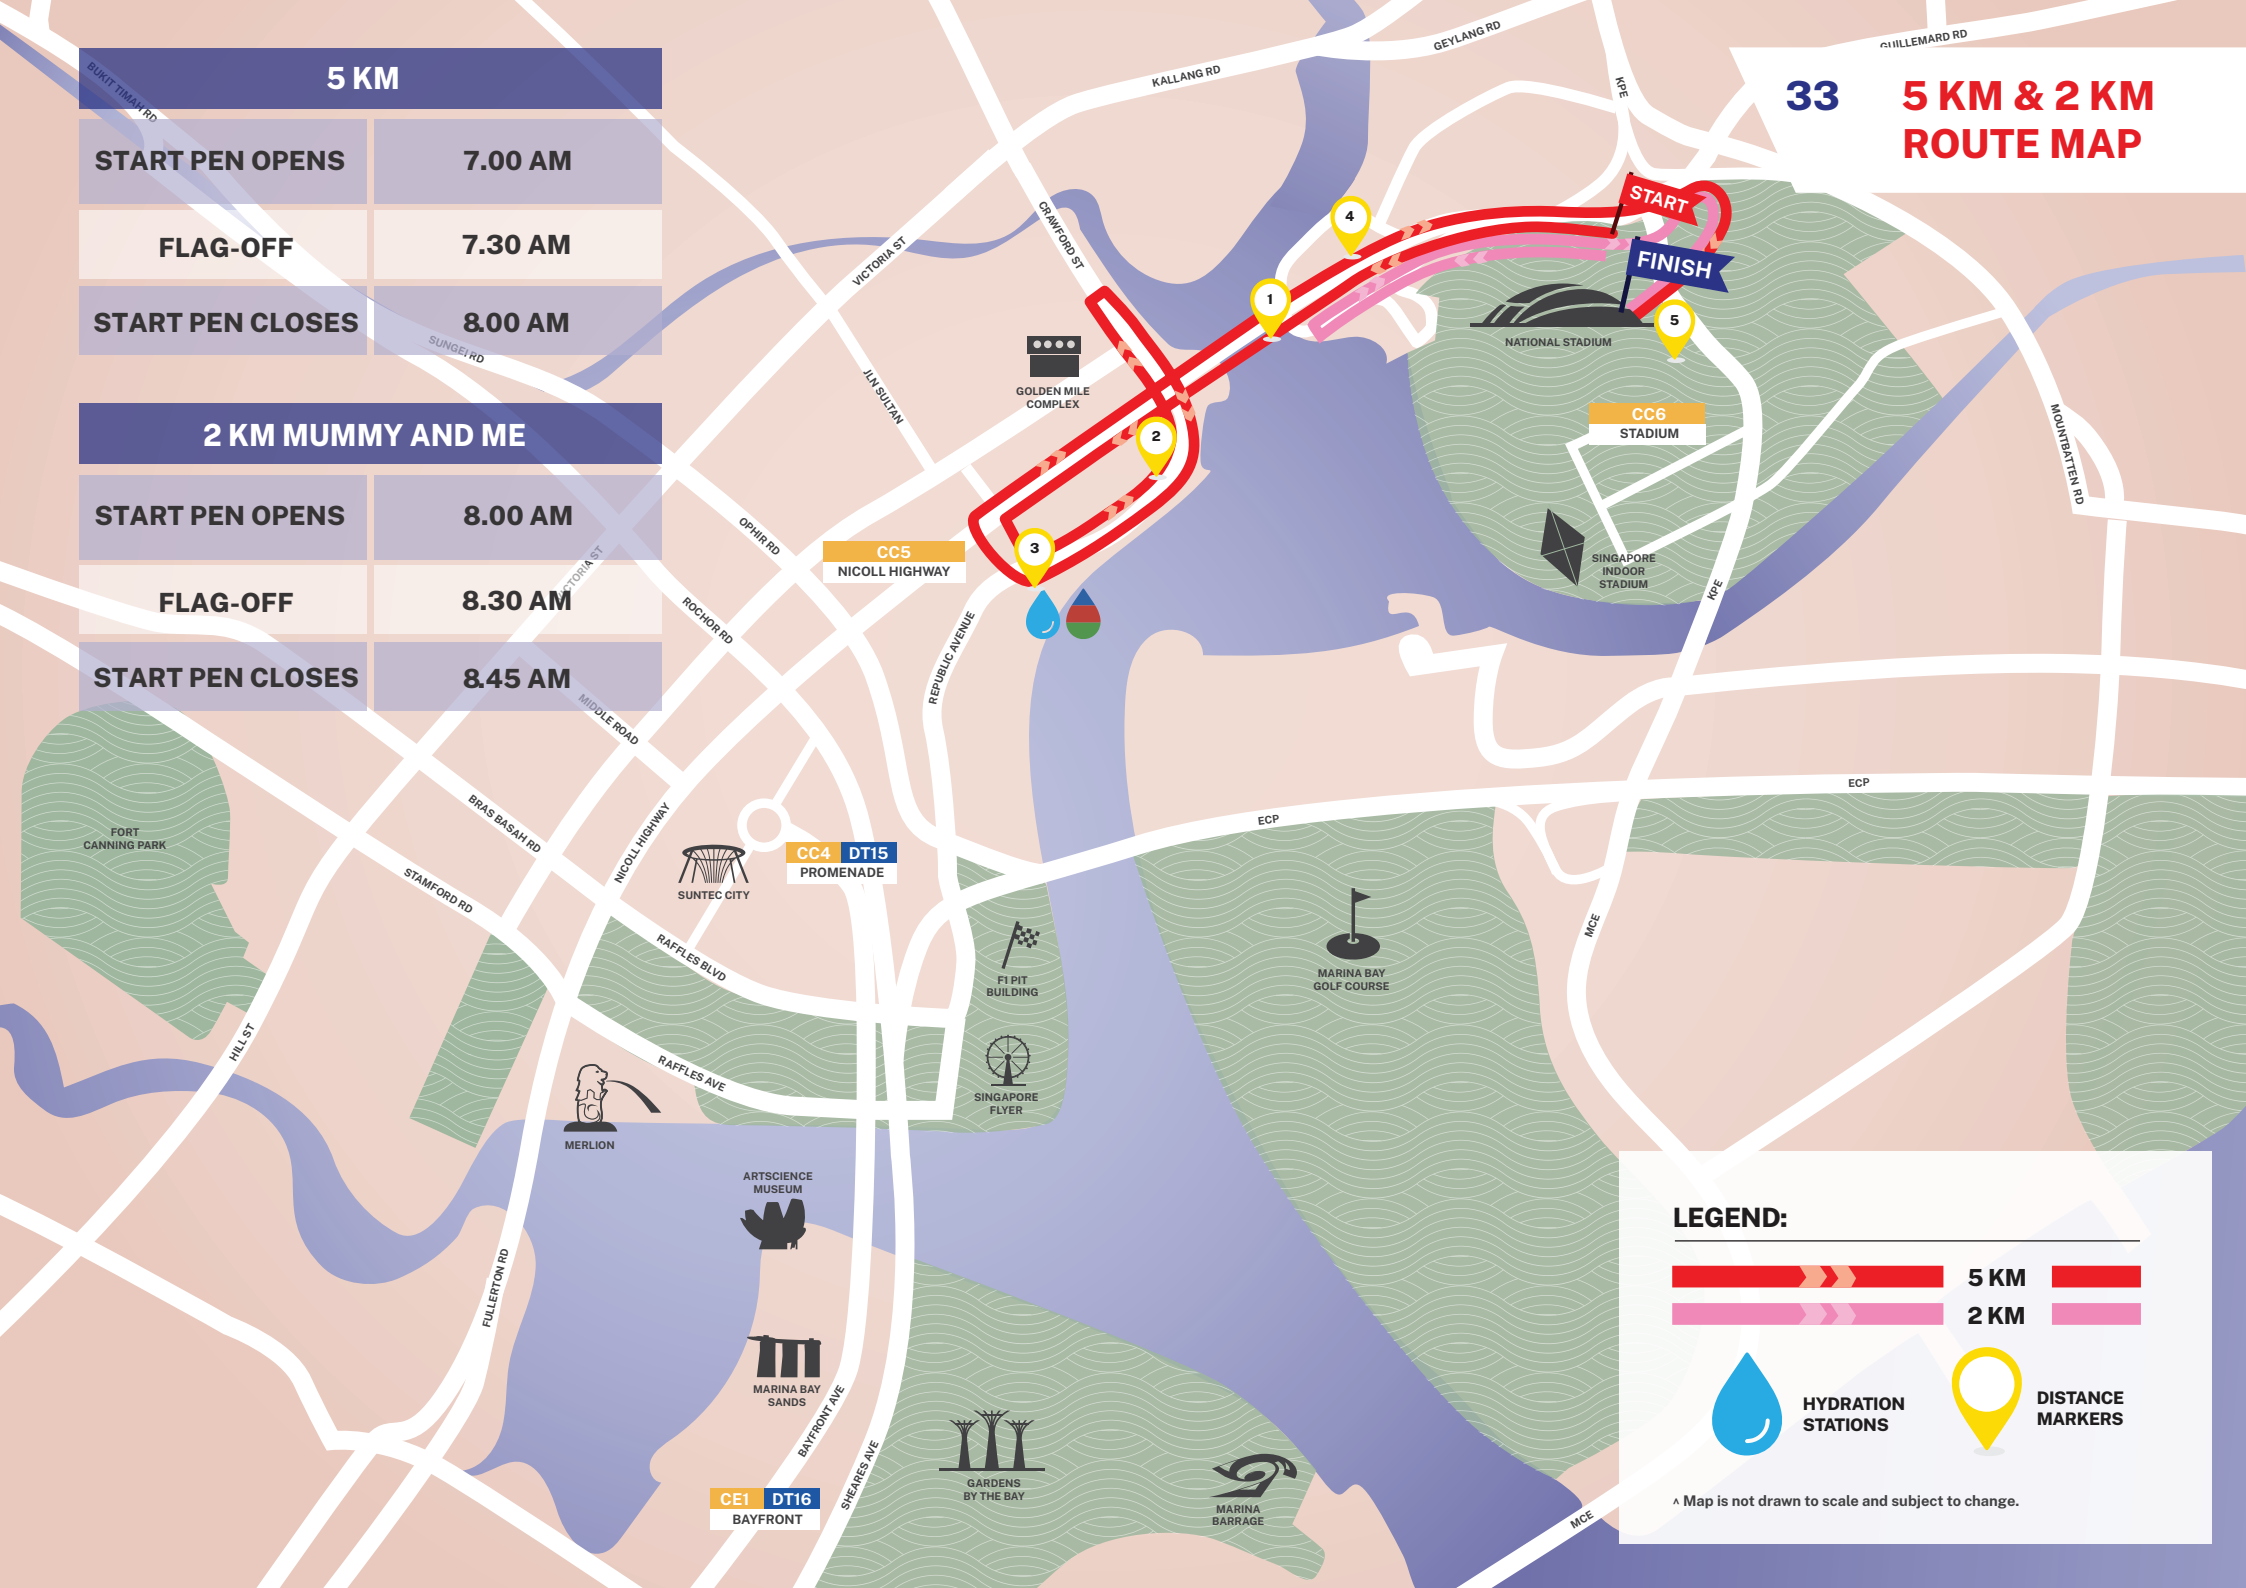 33
5 KM & 2 KM
ROUTE MAP
5 KM
START PEN OPENS
7.00 AM
FLAG-OFF
7.30 AM
START PEN CLOSES
8.00 AM
2 KM MUMMY AND ME
START PEN OPENS
8.00 AM
FLAG-OFF
8.30 AM
START PEN CLOSES
8.45 AM
BUKIT TIMAH RD
SUNGEI RD
VICTORIA ST
MIDDLE ROAD
KALLANG RD
GEYLANG RD
KPE
GUILLEMARD RD
CRAWFORD ST
VICTORIA ST
JLN SULTAN
START
FINISH
4
1
5
2
3
NATIONAL STADIUM
GOLDEN MILE
COMPLEX
CC6
STADIUM
MOUNTBATTEN RD
OPHIR RD
ROCHOR RD
CC5
NICOLL HIGHWAY
SINGAPORE
INDOOR
STADIUM
KPE
REPUBLIC AVENUE
ECP
ECP
FORT
CANNING PARK
BRAS BASAH RD
NICOLL HIGHWAY
STAMFORD RD
SUNTEC CITY
CC4
DT15
PROMENADE
RAFFLES BLVD
F1 PIT
BUILDING
MARINA BAY
GOLF COURSE
MCE
HILL ST
RAFFLES AVE
SINGAPORE
FLYER
MERLION
ARTSCIENCE
MUSEUM
FULLERTON RD
MARINA BAY
SANDS
BAYFRONT AVE
SHEARES AVE
CE1
DT16
BAYFRONT
GARDENS
BY THE BAY
MARINA
BARRAGE
MCE
LEGEND:
5 KM
2 KM
HYDRATION
STATIONS
DISTANCE
MARKERS
^ Map is not drawn to scale and subject to change.